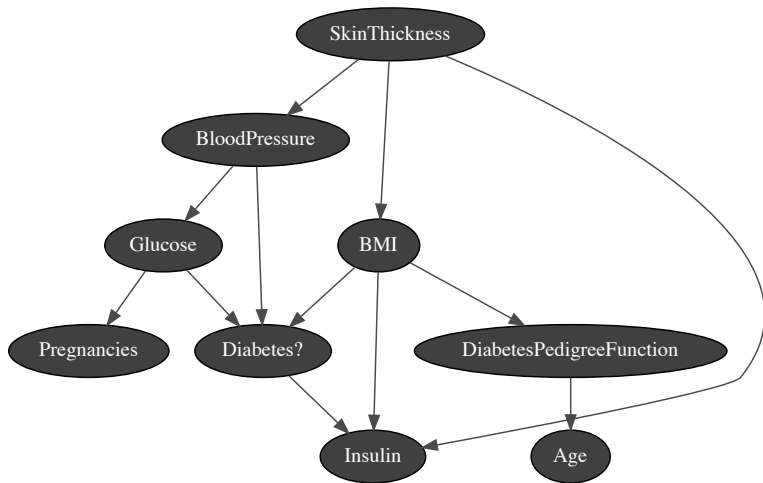 SkinThickness
BloodPressure
Glucose
BMI
Pregnancies
Diabetes?
DiabetesPedigreeFunction
Insulin
Age